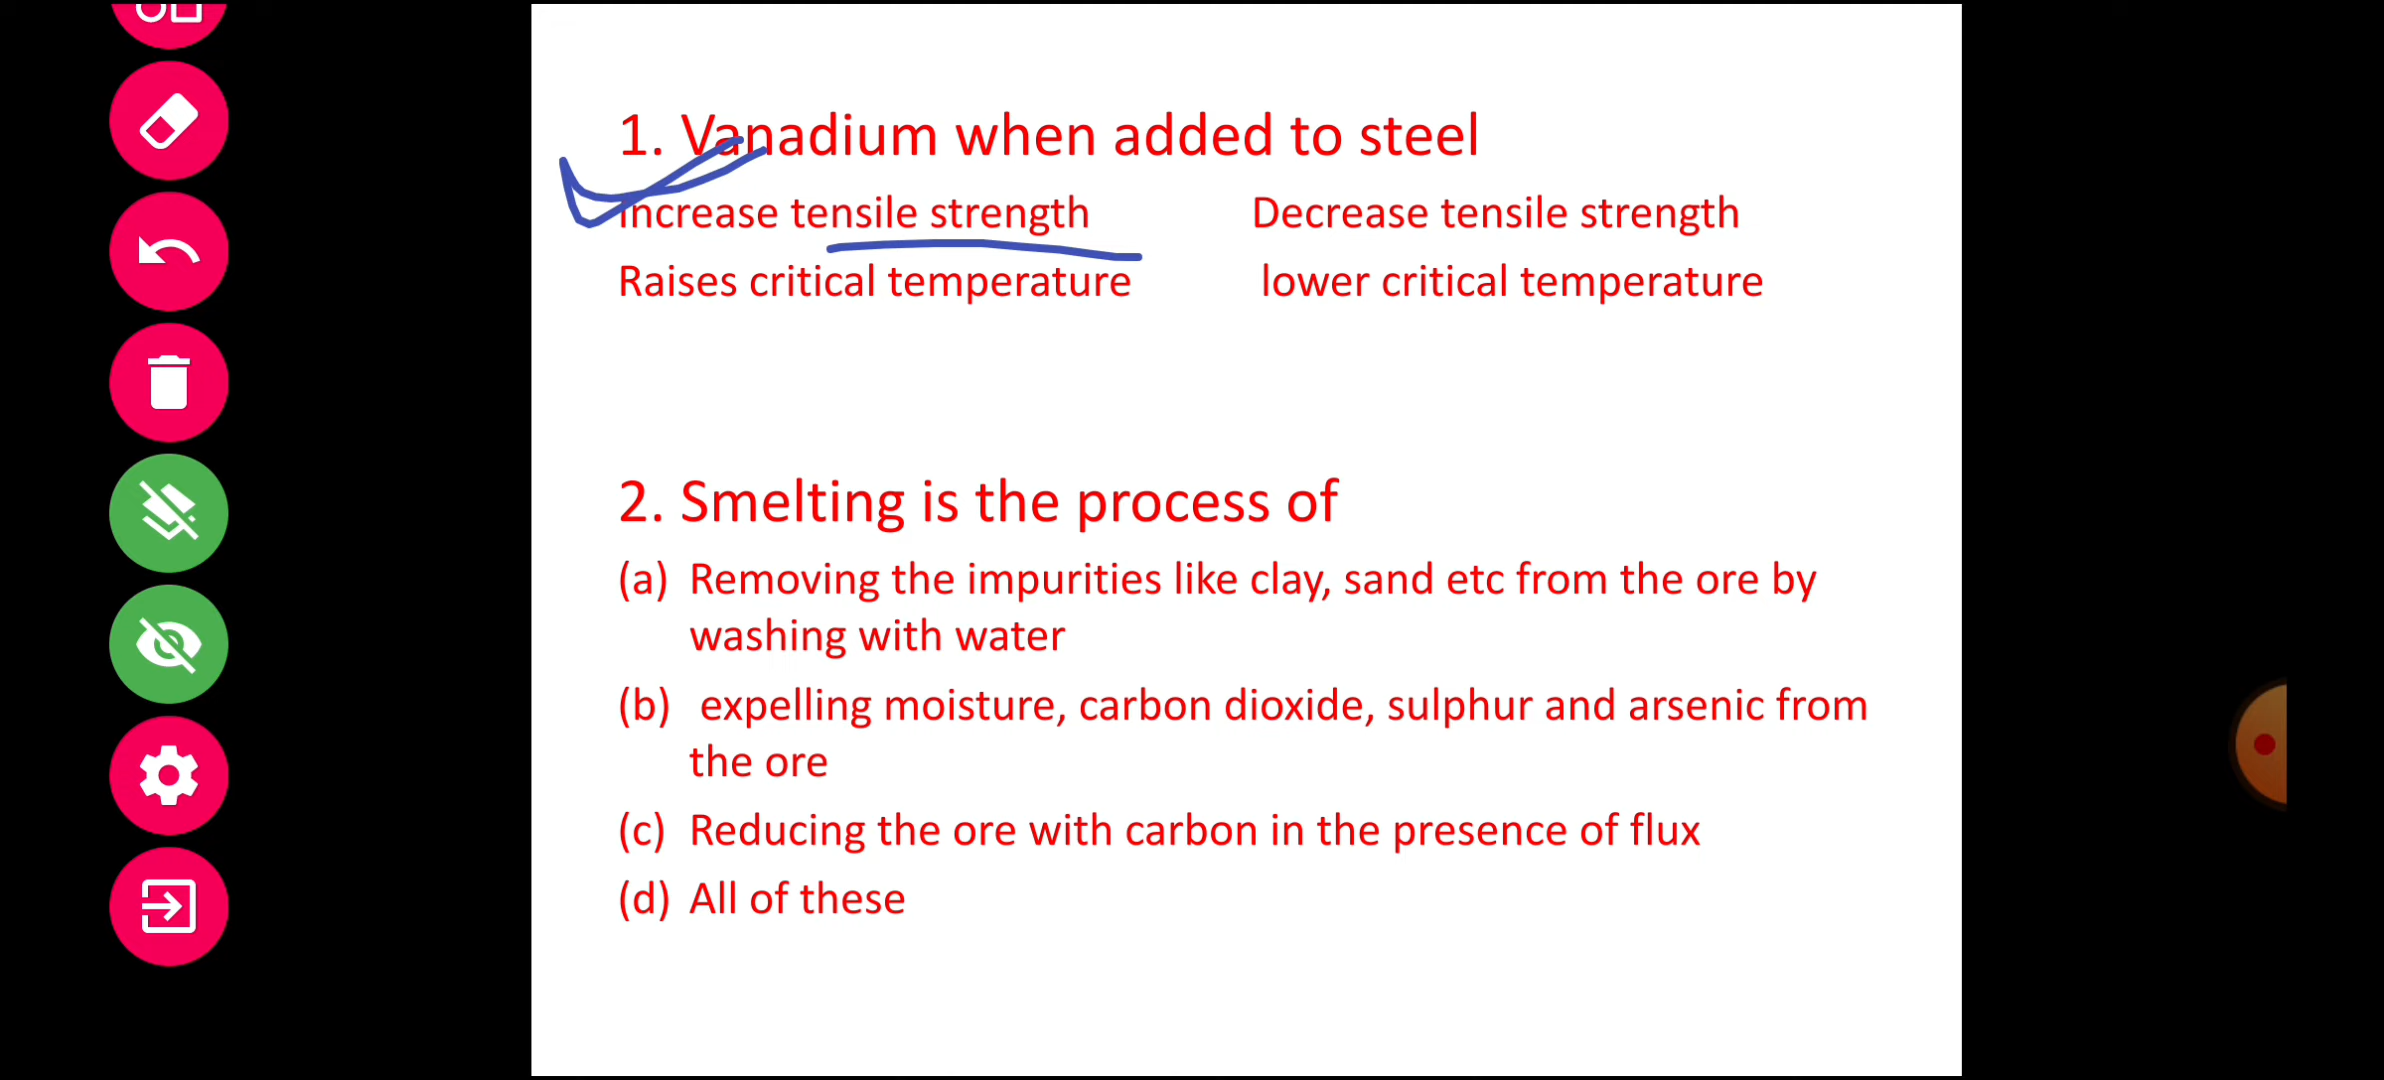 1. Vanadium when added to steel
Increase tensile strength Decrease tensile strength
Raises critical temperature lower critical temperature
2. Smelting is the process of
(a) Removing the impurities like clay, sand etc from the ore by
washing with water
(b) expelling moisture, carbon dioxide, sulphur and arsenic from
the ore
(c) Reducing the ore with carbon in the presence of flux
(d) All of these